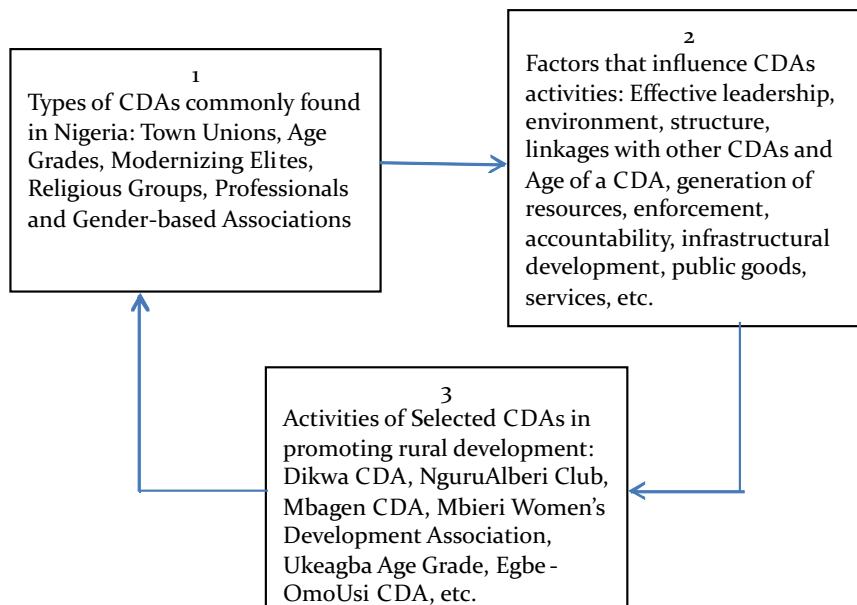 1
Types of CDAs commonly found
in Nigeria: Town Unions, Age
Grades, Modernizing Elites,
Religious Groups, Professionals
and Gender-based Associations
2
Factors that influence CDAs
activities: Effective leadership,
environment, structure,
linkages with other CDAs and
Age of a CDA, generation of
resources, enforcement,
accountability, infrastructural
development, public goods,
services, etc.
3
Activities of Selected CDAs in
promoting rural development:
Dikwa CDA, NguruAlberi Club,
Mbagen CDA, Mbieri Women's
Development Association,
Ukeagba Age Grade, Egbe-
OmoUsi CDA, etc.